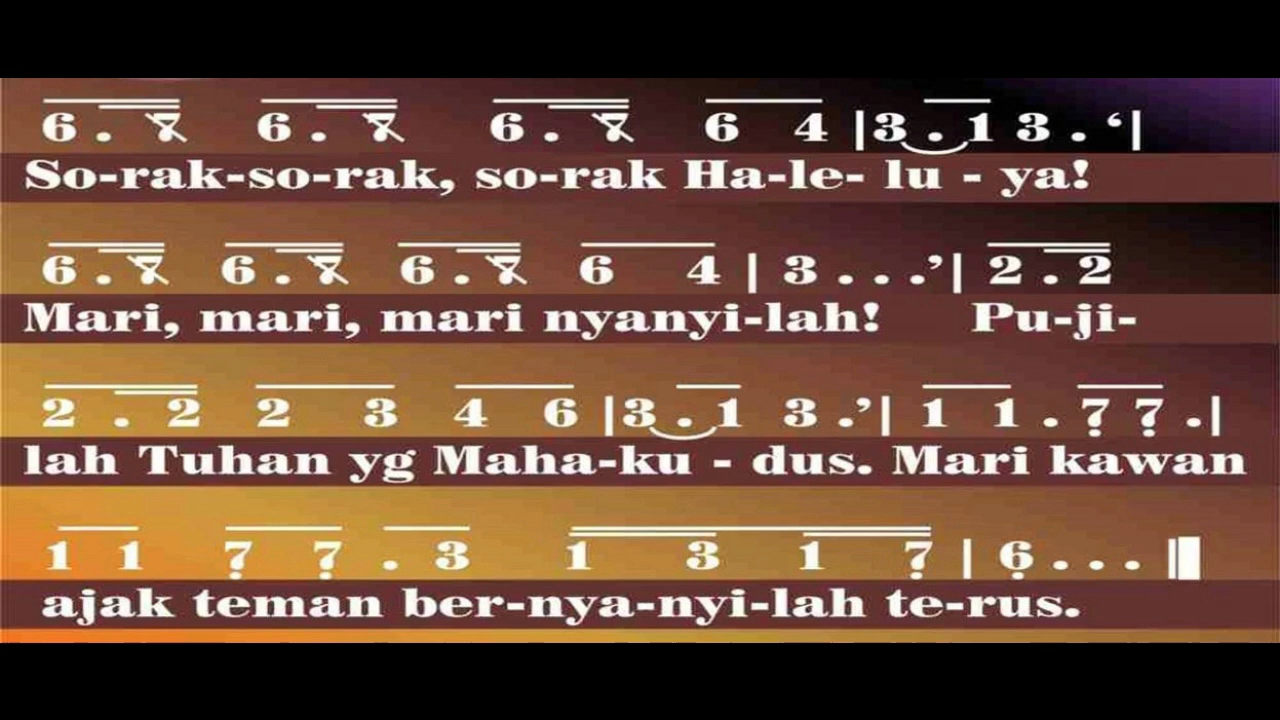 6 . 7 6 . 7 6 . 7 6 4 |3 . 1 3 . ‘|
So-rak-so-rak, so-rak Ha-le- lu - ya!
6 . 7 6 . 7 6 . 7 6 4 | 3 . . .’| 2 . 2
Mari, mari, mari nyanyi-lah! Pu-ji-
2 . 2 2 3 4 6 |3 . 1 3 .’| 1 1 . 7̣ 7̣ .|
lah Tuhan yg Maha-ku - dus. Mari kawan
1 1 7̣ 7̣ . 3 1 3 1 7̣ | 6̣ . . . ||
ajak teman ber-nya-nyi-lah te-rus.